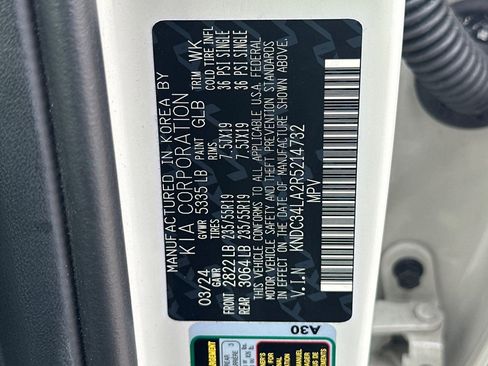 MANUFACTURED IN KOREA BY
KIA CORPORATION
03/24 GVWR 5335 LB PAINT GLB TRIM WK
TIRES RIMS COLD TIRE INFL
FRONT 2822 LB 235/55R19 7.5JX19 36 PSI SINGLE
REAR 3064 LB 235/55R19 7.5JX19 36 PSI SINGLE
THIS VEHICLE CONFORMS TO ALL APPLICABLE U.S.A. FEDERAL
MOTOR VEHICLE SAFETY AND THEFT PREVENTION STANDARDS
IN EFFECT ON THE DATE OF MANUFACTURE SHOWN ABOVE.
V.I.N KNDC34LA2R5214732
MPV
A30
REAR 3